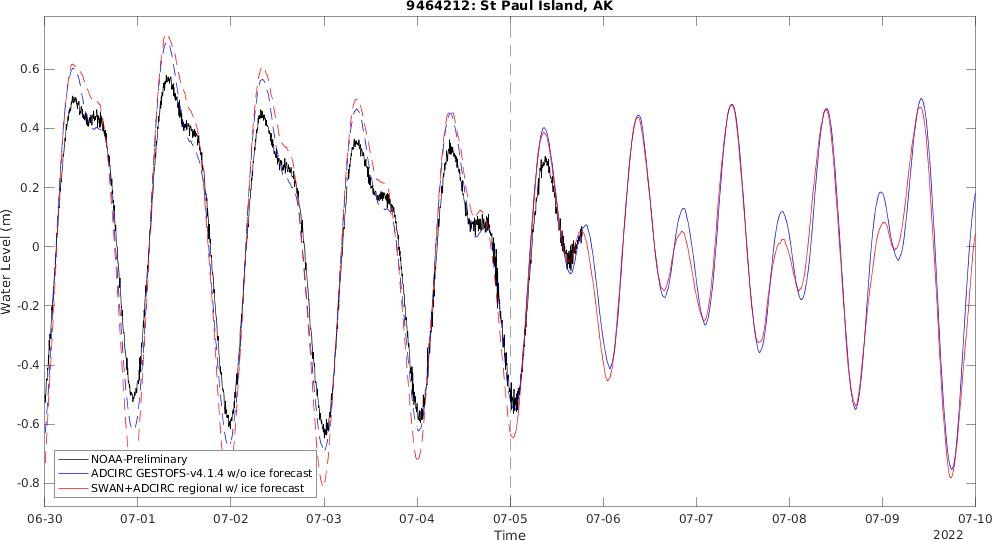 9464212: St Paul Island, AK
Water Level (m)
0.6
0.4
0.2
0
-0.2
-0.4
-0.6
-0.8
NOAA-Preliminary
ADCIRC GESTOFS-v4.1.4 w/o ice forecast
SWAN+ADCIRC regional w/ ice forecast
06-30 07-01 07-02 07-03 07-04 07-05 07-06 07-07 07-08 07-09 07-10
Time
2022